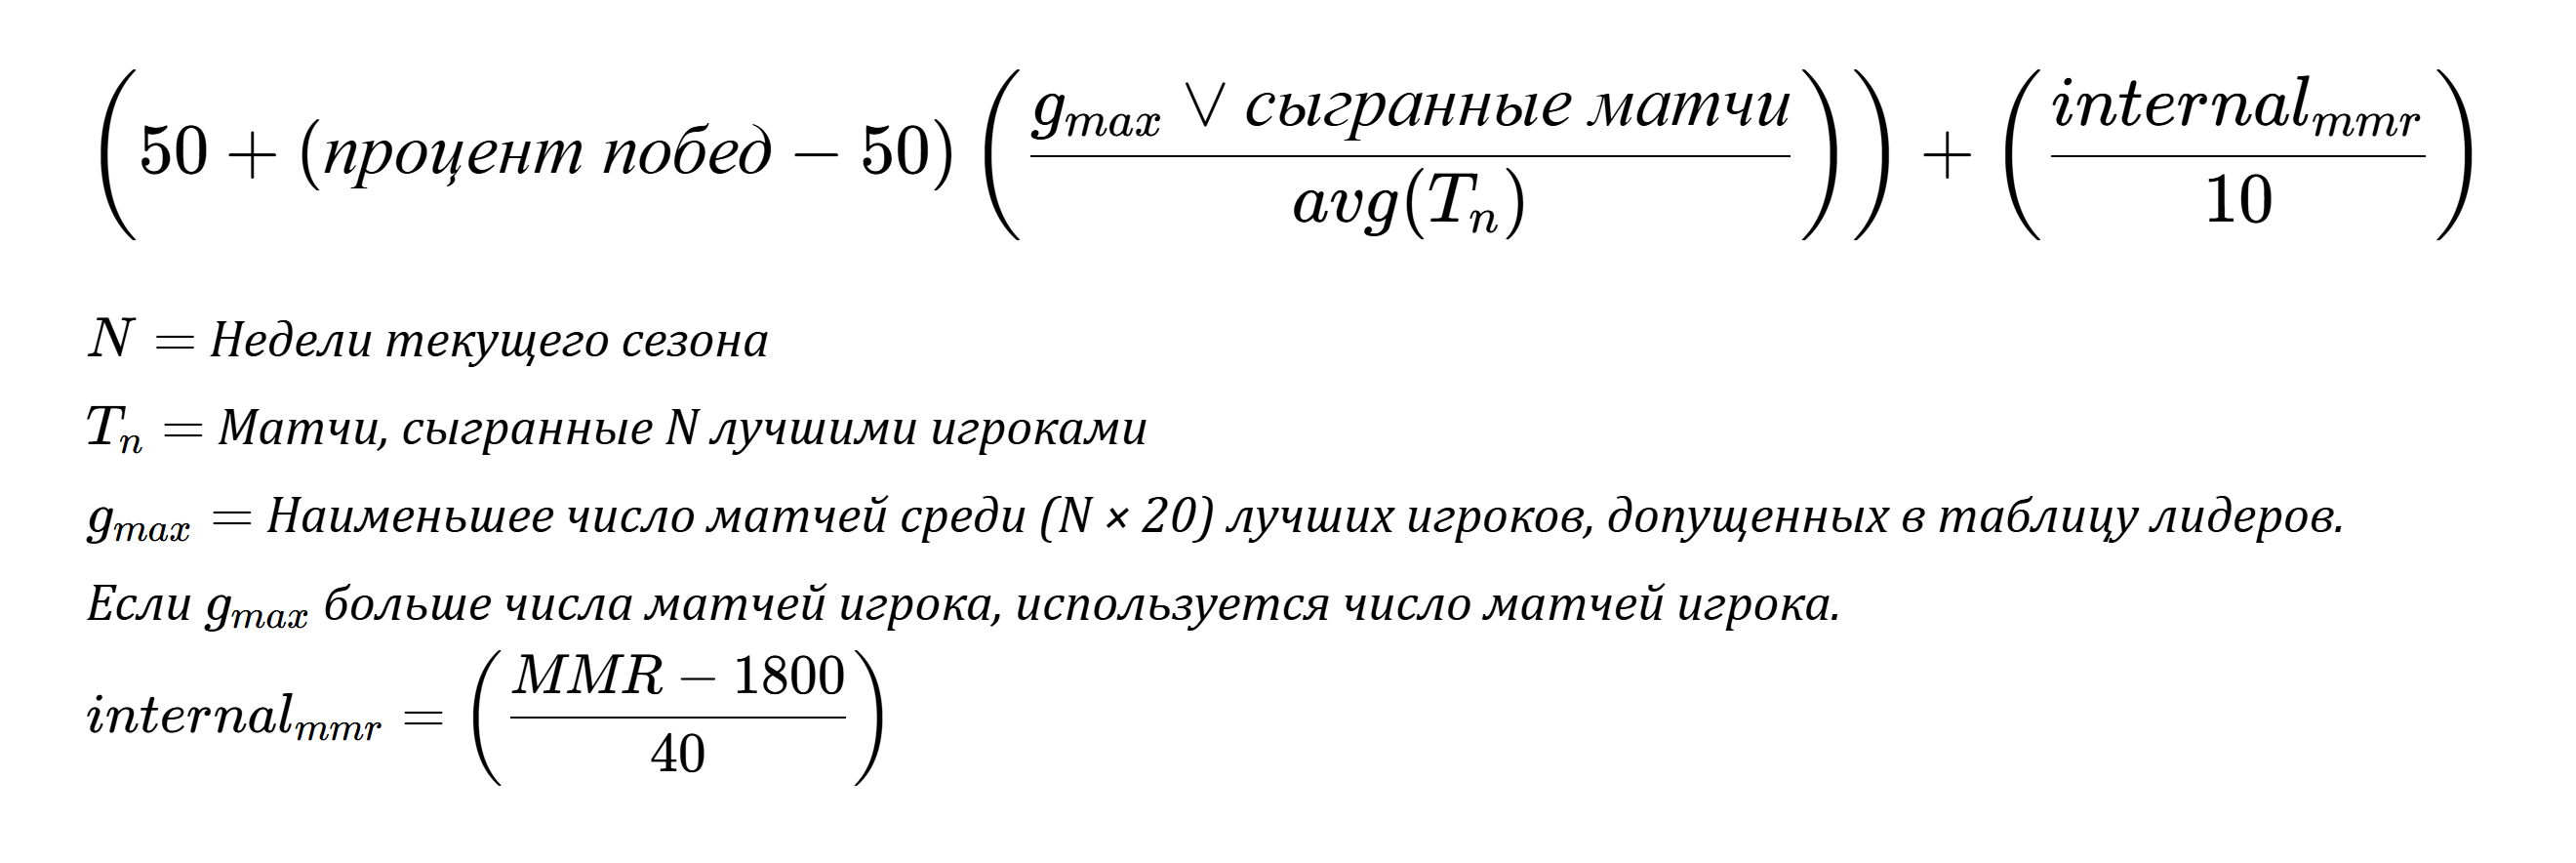 (50 + (процент побед − 50) (g_max ∨ сыгранные матчи / avg(T_n))) + (internal_mmr / 10)
N = Недели текущего сезона
T_n = Матчи, сыгранные N лучшими игроками
g_max = Наименьшее число матчей среди (N × 20) лучших игроков, допущенных в таблицу лидеров.
Если g_max больше числа матчей игрока, используется число матчей игрока.
internal_mmr = (MMR − 1800 / 40)